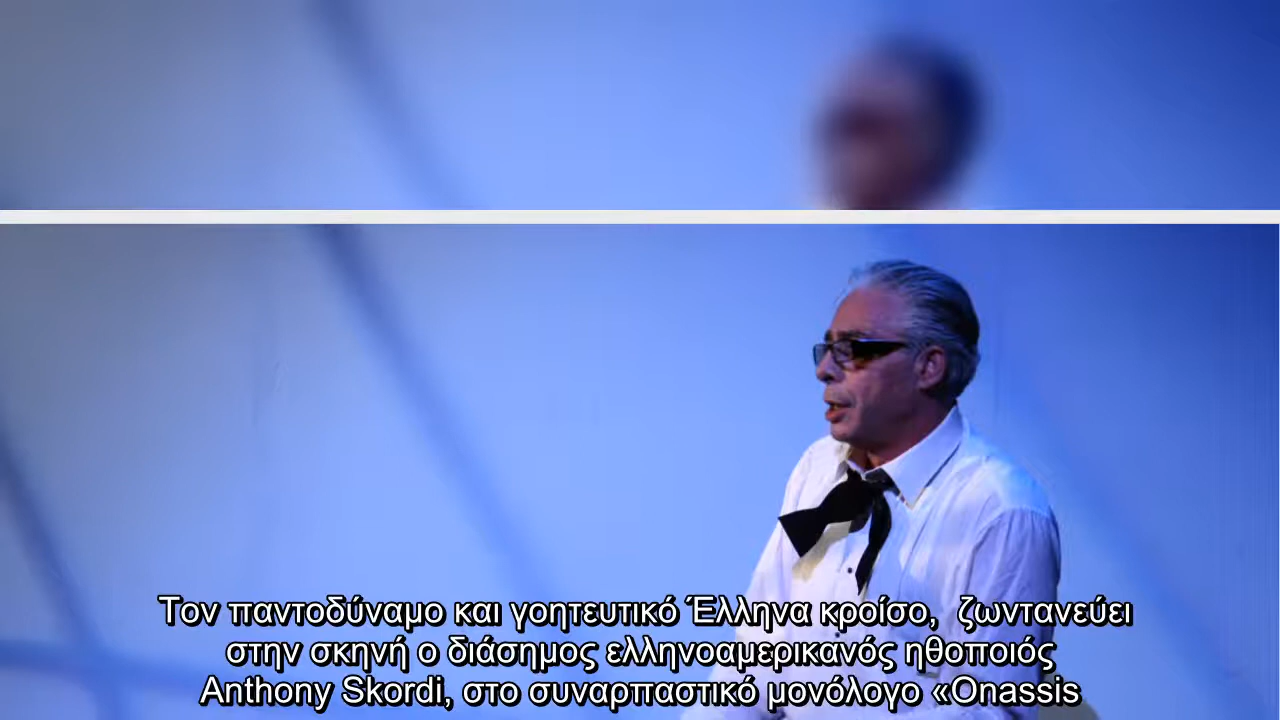 Τον παντοδύναμο και γοητευτικό Έλληνα κροίσο,  ζωντανεύει
στην σκηνή ο διάσημος ελληνοαμερικανός ηθοποιός
Anthony Skordi, στο συναρπαστικό μονόλογο «Onassis